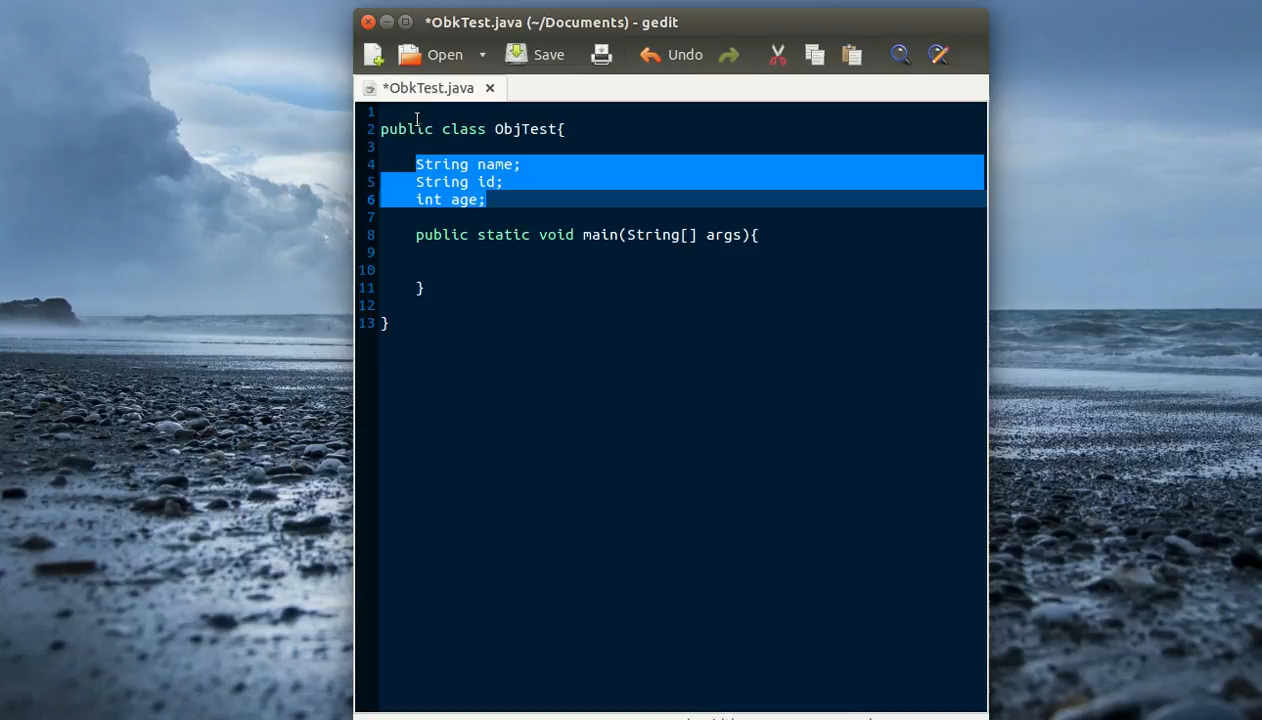 *ObkTest.java (~/Documents) - gedit
Open Save Undo
*ObkTest.java
1
2 public class ObjTest{
3
4 String name;
5 String id;
6 int age;
7
8 public static void main(String[] args){
9
10
11 }
12
13 }